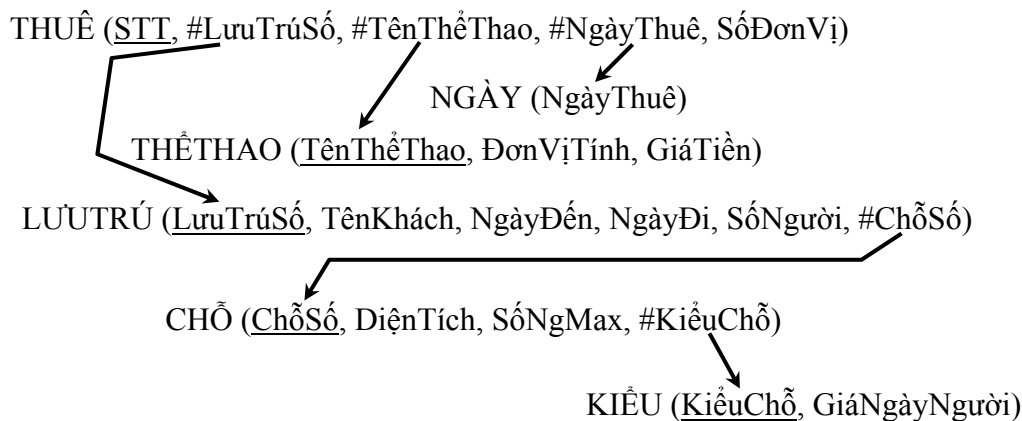 THUÊ (STT, #LưuTrúSố, #TênThểThao, #NgàyThuê, SốĐơnVị)
NGÀY (NgàyThuê)
THỂTHAO (TênThểThao, ĐơnVịTính, GiáTiền)
LƯUTRÚ (LưuTrúSố, TênKhách, NgàyĐến, NgàyĐi, SốNgười, #ChỗSố)
CHỖ (ChỗSố, DiệnTích, SốNgMax, #KiểuChỗ)
KIỂU (KiểuChỗ, GiáNgàyNgười)